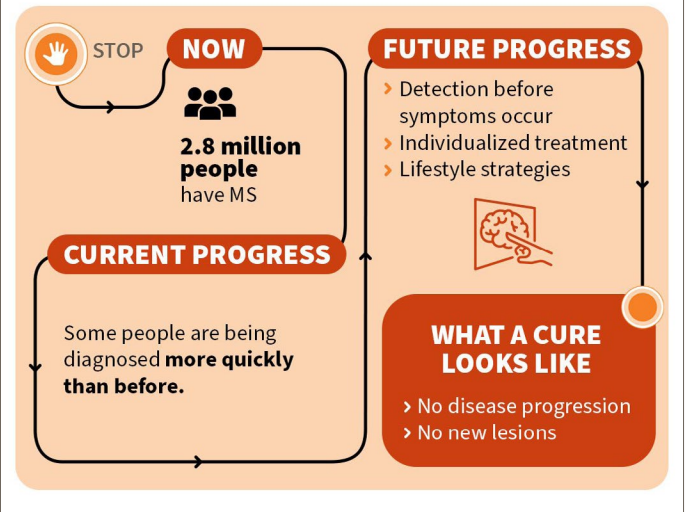 STOP
NOW
2.8 million
people
have MS
CURRENT PROGRESS
Some people are being
diagnosed more quickly
than before.
FUTURE PROGRESS
Detection before
symptoms occur
Individualized treatment
Lifestyle strategies
WHAT A CURE
LOOKS LIKE
No disease progression
No new lesions